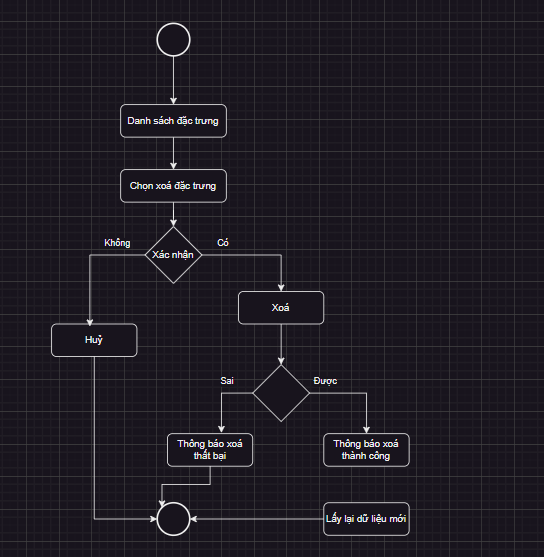 Danh sách đặc trưng
Chọn xoá đặc trưng
Không
Có
Xác nhận
Xoá
Huỷ
Sai
Được
Thông báo xoá
thất bại
Thông báo xoá
thành công
Lấy lại dữ liệu mới